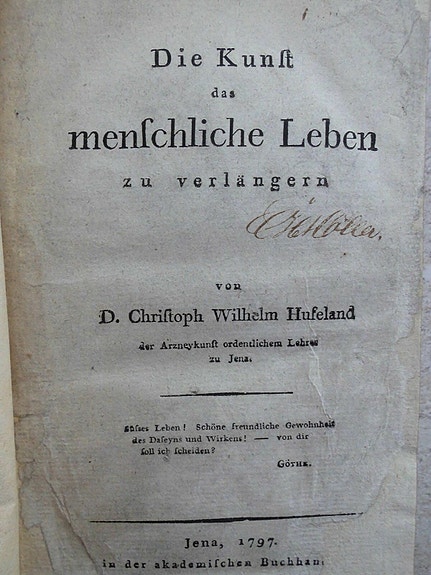 Die Kunſt
das
menſchliche Leben
zu verlängern
von
D. Chriſtoph Wilhelm Hufeland
der Arzneykunſt ordentlichem Lehrer
zu Jena.
Süſses Leben! Schöne freundliche Gewohnheit
des Daſeyns und Wirkens! — von dir
ſoll ich ſcheiden?
GÖTHE.
Jena, 1797.
in der akademiſchen Buchhan